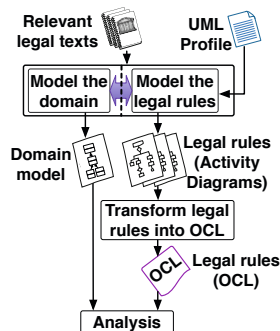 Relevant
legal texts
UML
Profile
Model the
domain
Model the
legal rules
Domain
model
Legal rules
(Activity
Diagrams)
Transform legal
rules into OCL
OCL
Legal rules
(OCL)
Analysis